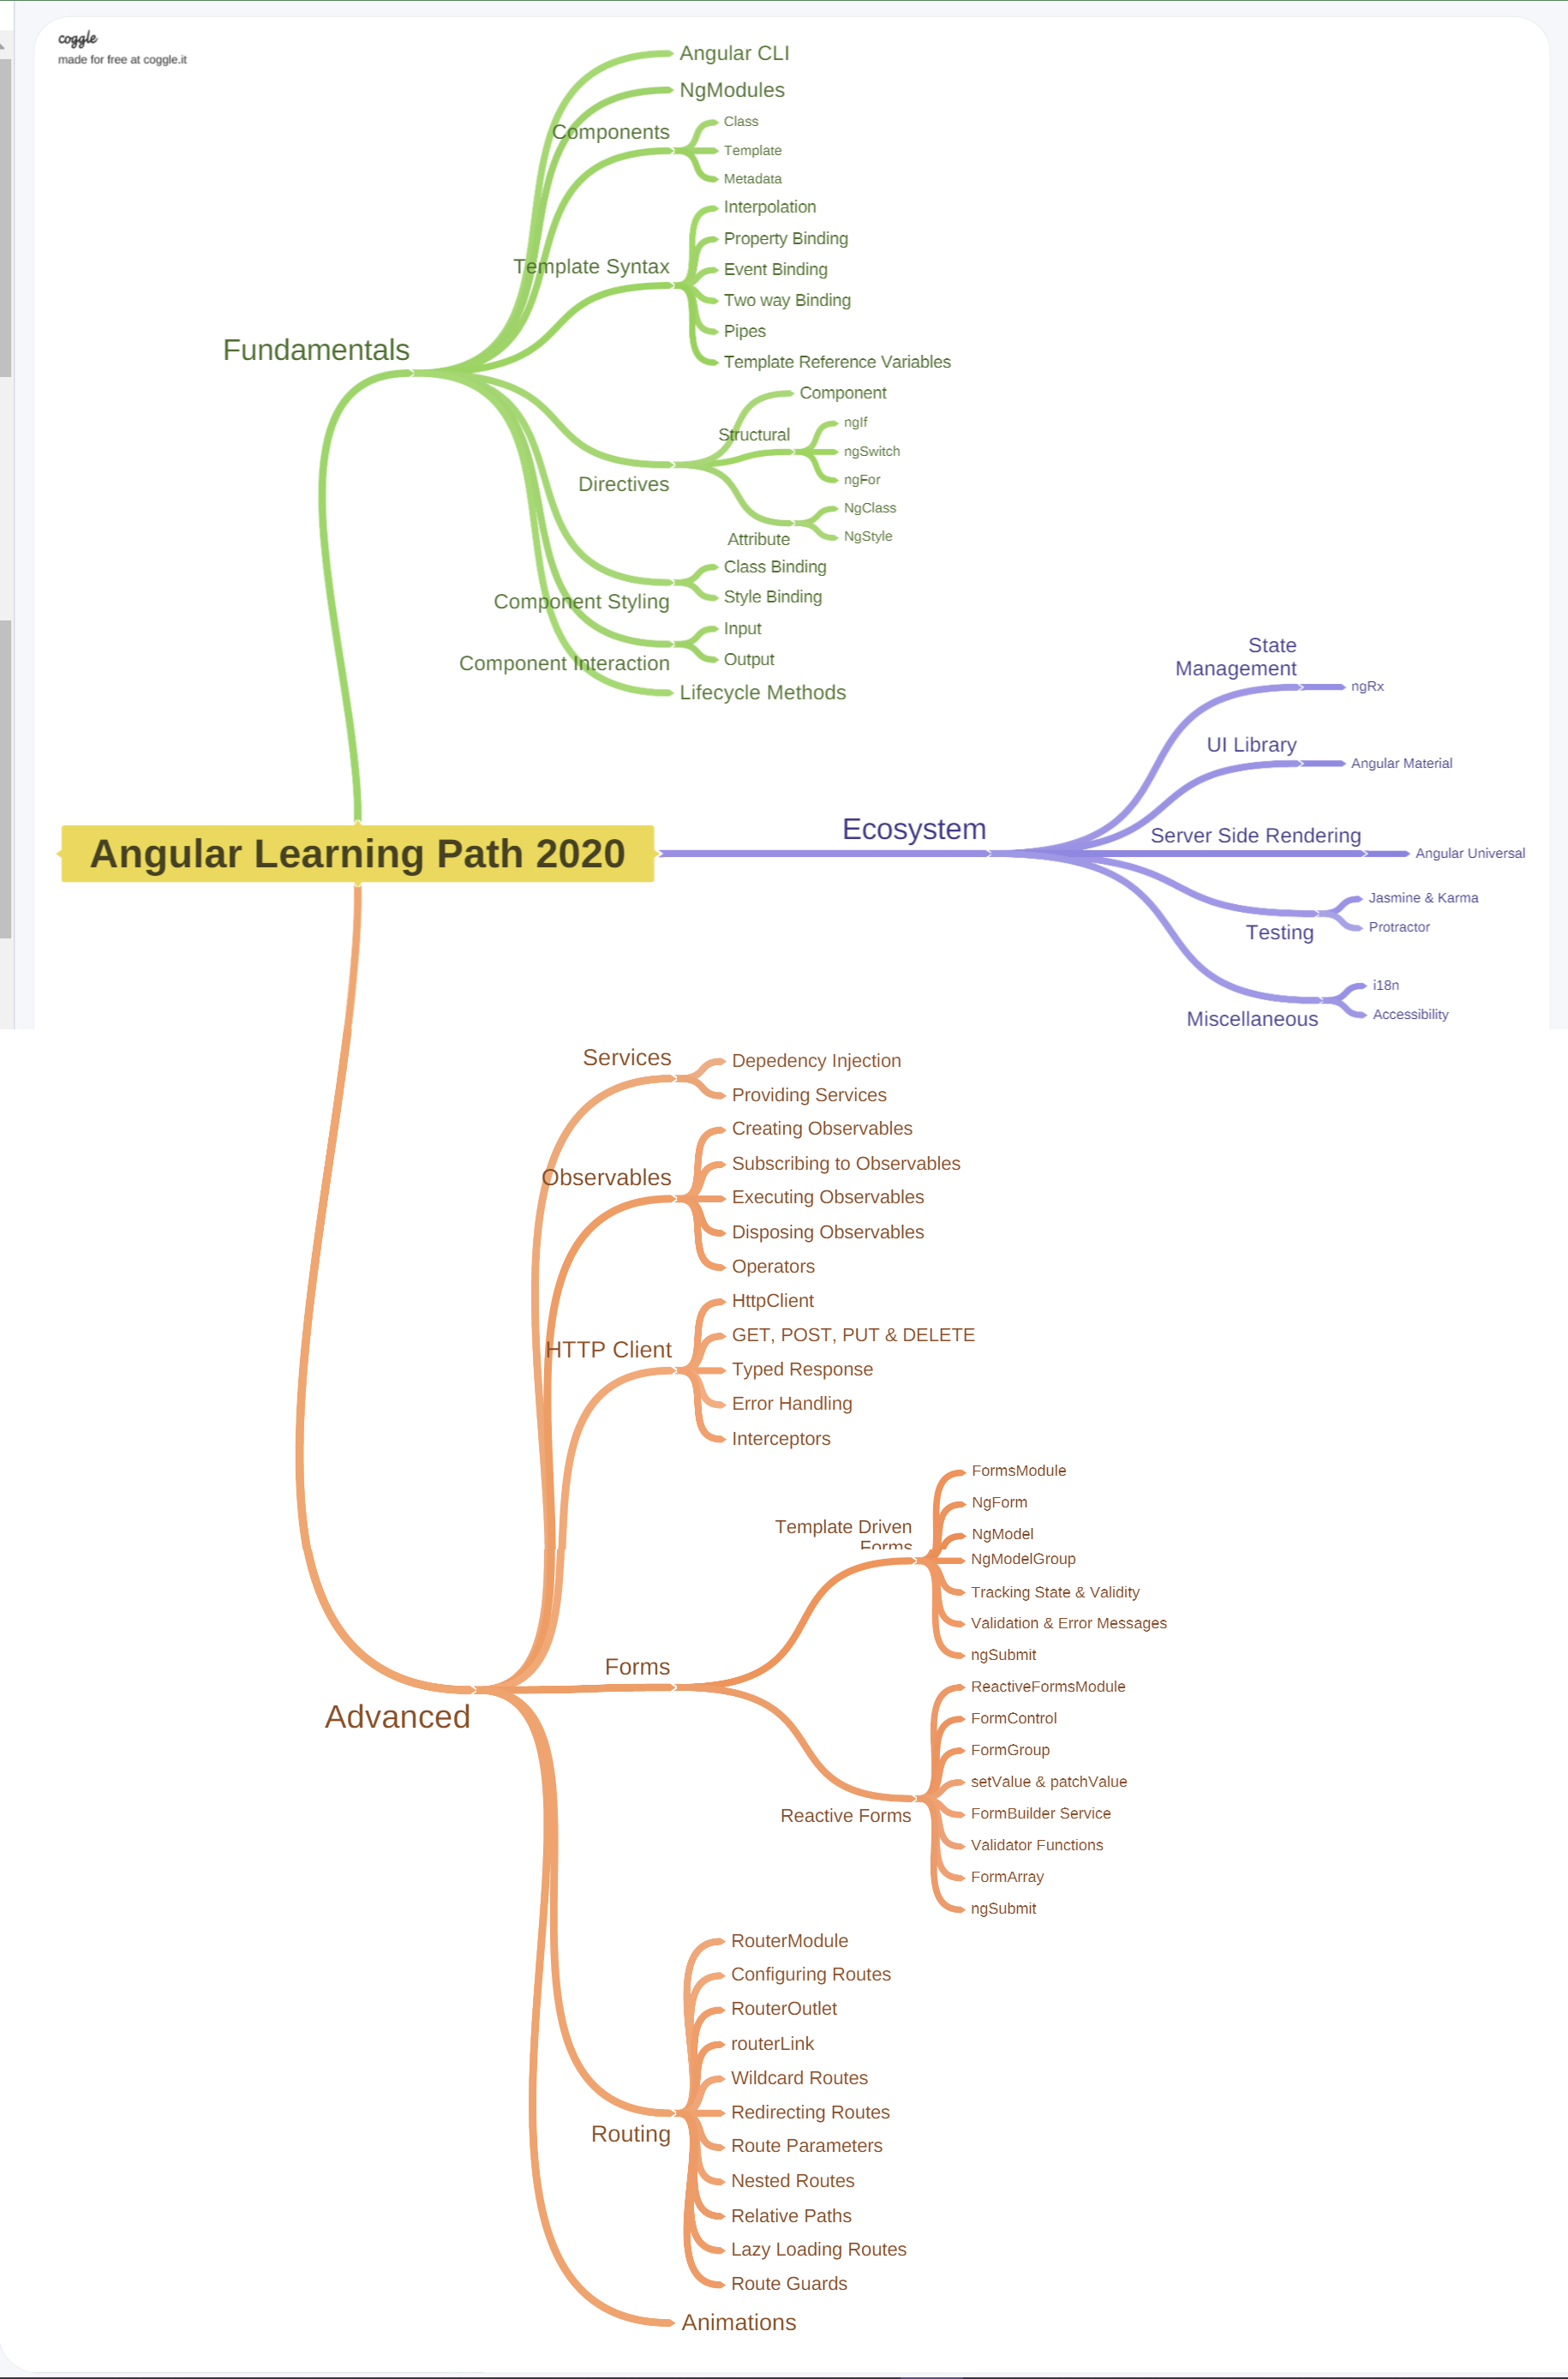 coggle
made for free at coggle.it
Angular Learning Path 2020
Fundamentals
Angular CLI
NgModules
Components
Class
Template
Metadata
Template Syntax
Interpolation
Property Binding
Event Binding
Two way Binding
Pipes
Template Reference Variables
Directives
Component
Structural
ngIf
ngSwitch
ngFor
Attribute
NgClass
NgStyle
Component Styling
Class Binding
Style Binding
Component Interaction
Input
Output
Lifecycle Methods
Ecosystem
State
Management
ngRx
UI Library
Angular Material
Server Side Rendering
Angular Universal
Testing
Jasmine & Karma
Protractor
Miscellaneous
i18n
Accessibility
Advanced
Services
Depedency Injection
Providing Services
Observables
Creating Observables
Subscribing to Observables
Executing Observables
Disposing Observables
Operators
HTTP Client
HttpClient
GET, POST, PUT & DELETE
Typed Response
Error Handling
Interceptors
Forms
Template Driven
Forms
FormsModule
NgForm
NgModel
NgModelGroup
Tracking State & Validity
Validation & Error Messages
ngSubmit
Reactive Forms
ReactiveFormsModule
FormControl
FormGroup
setValue & patchValue
FormBuilder Service
Validator Functions
FormArray
ngSubmit
Routing
RouterModule
Configuring Routes
RouterOutlet
routerLink
Wildcard Routes
Redirecting Routes
Route Parameters
Nested Routes
Relative Paths
Lazy Loading Routes
Route Guards
Animations